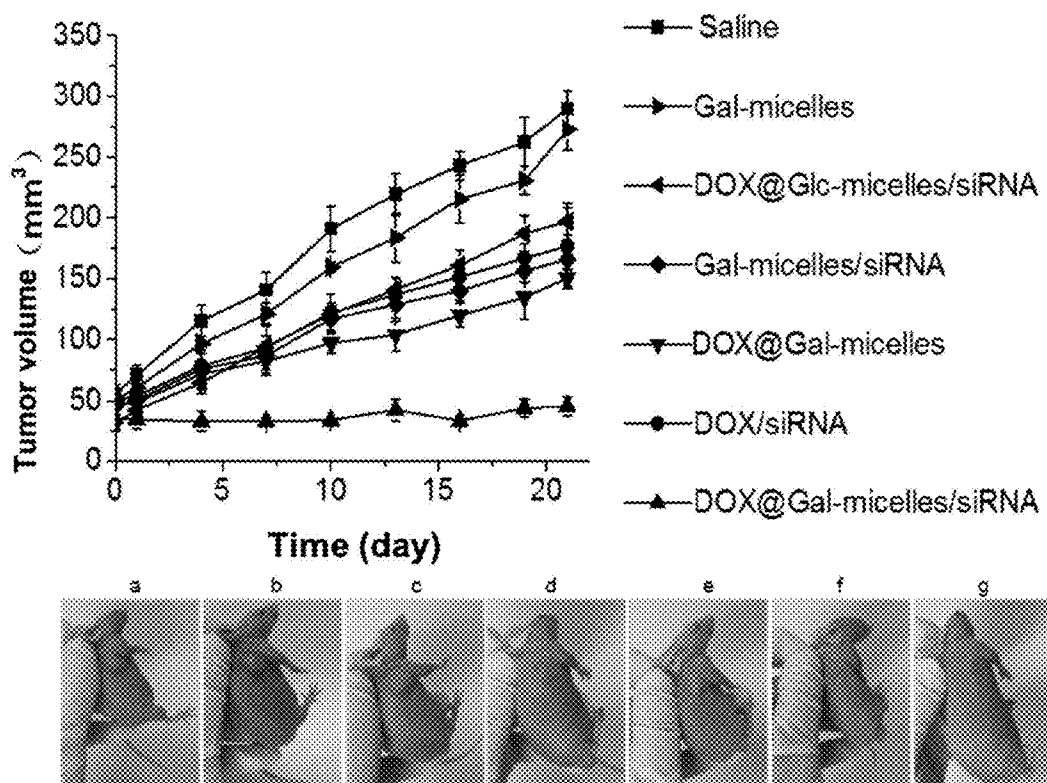 350
300
250
200
150
100
50
0
Tumor volume (mm³)
0 5 10 15 20
Time (day)
Saline
Gal-micelles
DOX@Glc-micelles/siRNA
Gal-micelles/siRNA
DOX@Gal-micelles
DOX/siRNA
DOX@Gal-micelles/siRNA
a b c d e f g